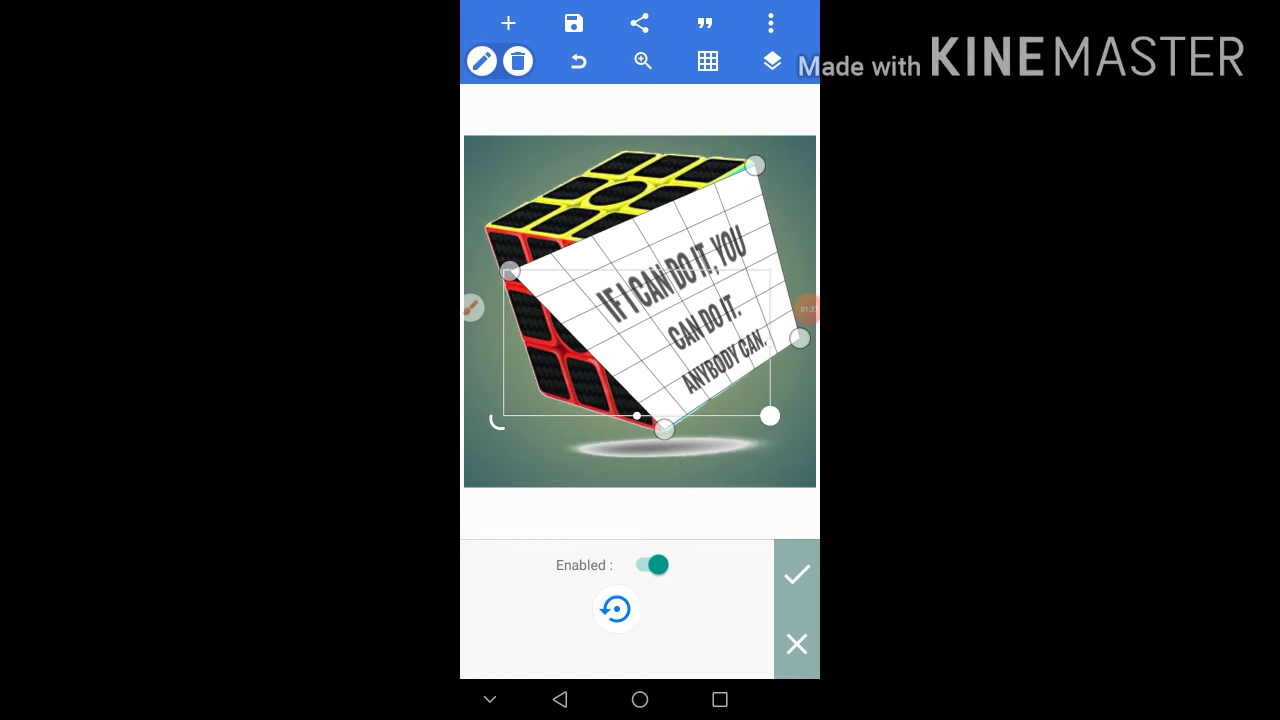 Made with KINEMASTER
IF I CAN DO IT, YOU
CAN DO IT.
ANYBODY CAN.
Enabled :